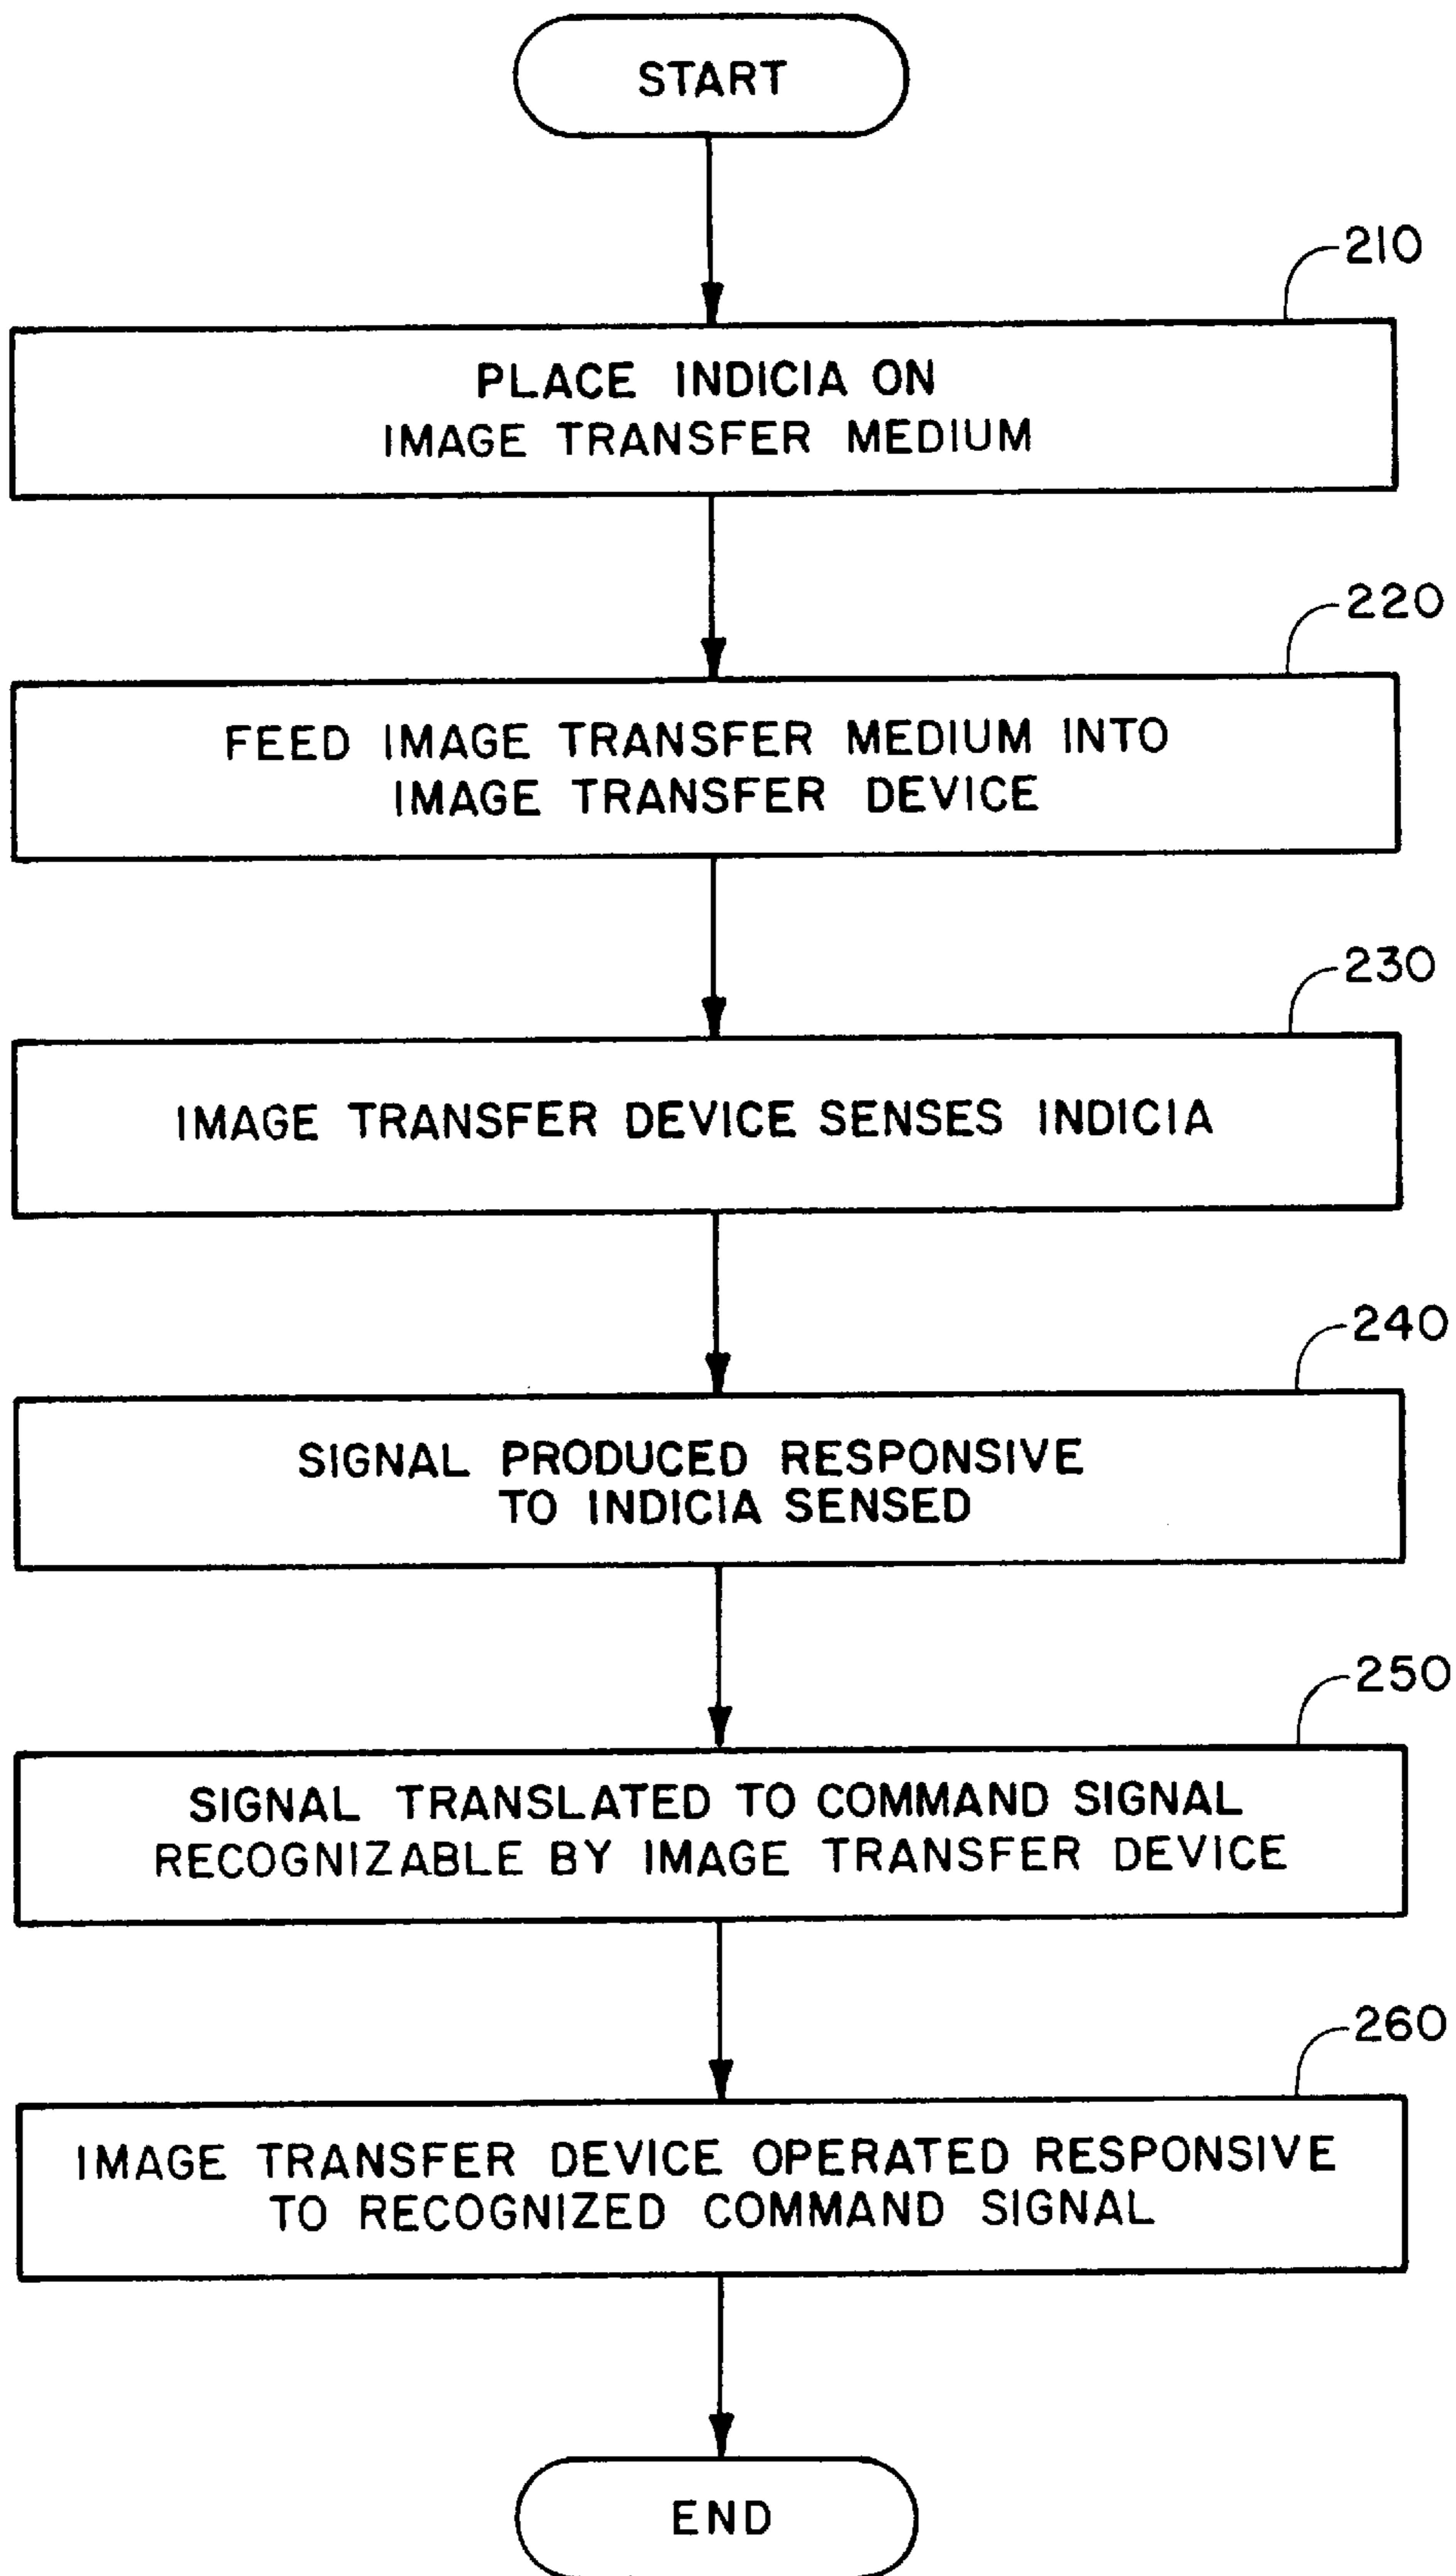 START
210
PLACE INDICIA ON
IMAGE TRANSFER MEDIUM
220
FEED IMAGE TRANSFER MEDIUM INTO
IMAGE TRANSFER DEVICE
230
IMAGE TRANSFER DEVICE SENSES INDICIA
240
SIGNAL PRODUCED RESPONSIVE
TO INDICIA SENSED
250
SIGNAL TRANSLATED TO COMMAND SIGNAL
RECOGNIZABLE BY IMAGE TRANSFER DEVICE
260
IMAGE TRANSFER DEVICE OPERATED RESPONSIVE
TO RECOGNIZED COMMAND SIGNAL
END